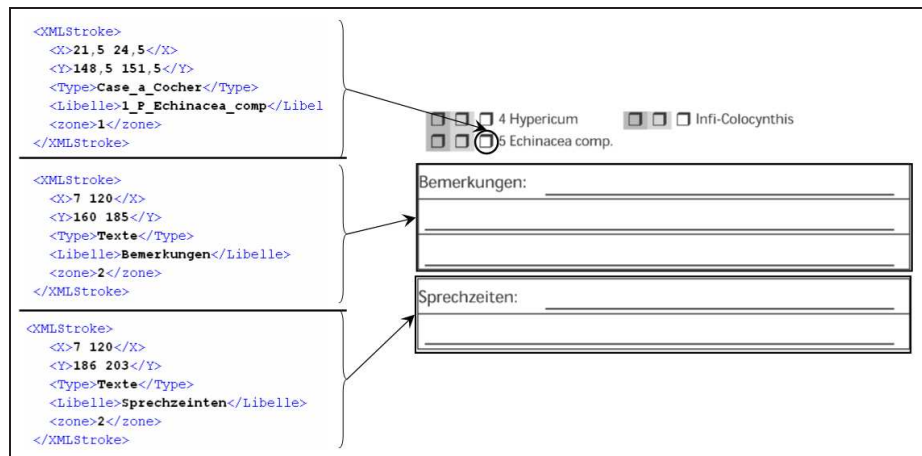 <XMLStroke>
<X>21,5 24,5</X>
<Y>148,5 151,5</Y>
<Type>Case_a_Cocher</Type>
<Libelle>1_P_Echinacea_comp</Libel
<zone>1</zone>
</XMLStroke>
<XMLStroke>
<X>7 120</X>
<Y>160 185</Y>
<Type>Texte</Type>
<Libelle>Bemerkungen</Libelle>
<zone>2</zone>
</XMLStroke>
<XMLStroke>
<X>7 120</X>
<Y>186 203</Y>
<Type>Texte</Type>
<Libelle>Sprechzeinten</Libelle>
<zone>2</zone>
</XMLStroke>
4 Hypericum Infi-Colocynthis
5 Echinacea comp.
Bemerkungen:
Sprechzeiten: